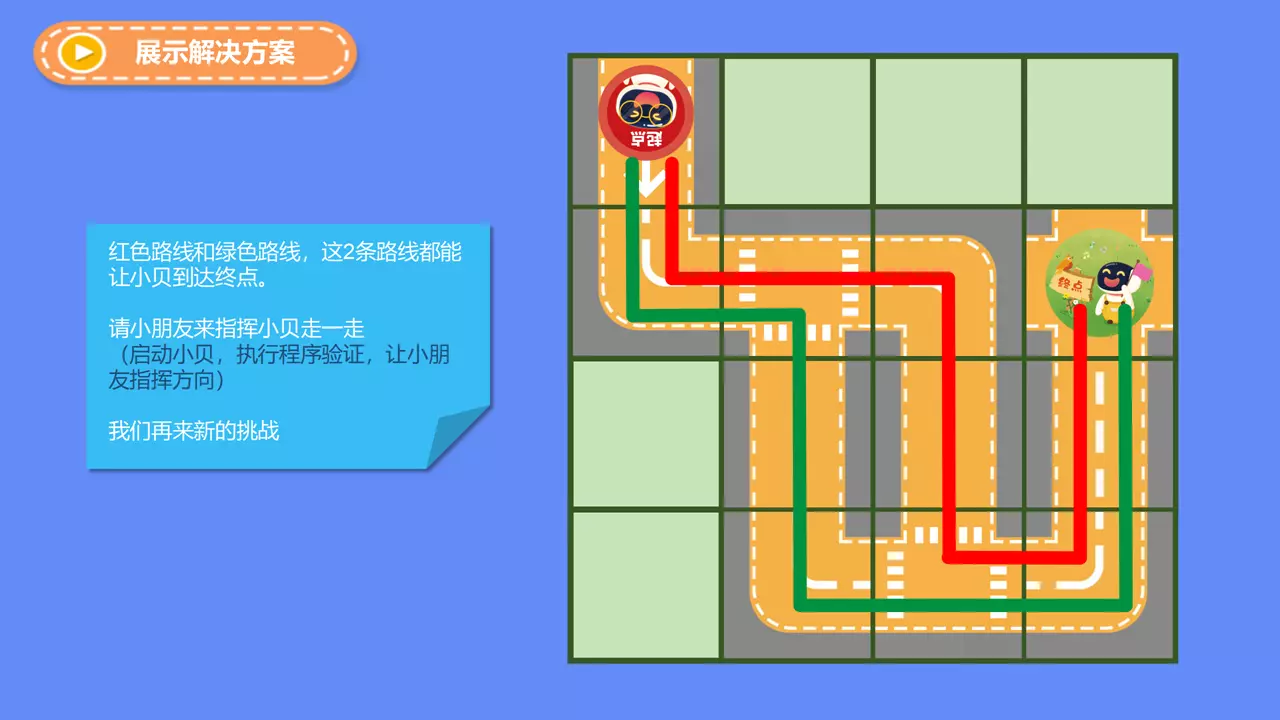 展示解决方案
起点
终点
红色路线和绿色路线，这2条路线都能
让小贝到达终点。
请小朋友来指挥小贝走一走
（启动小贝，执行程序验证，让小朋
友指挥方向）
我们再来新的挑战